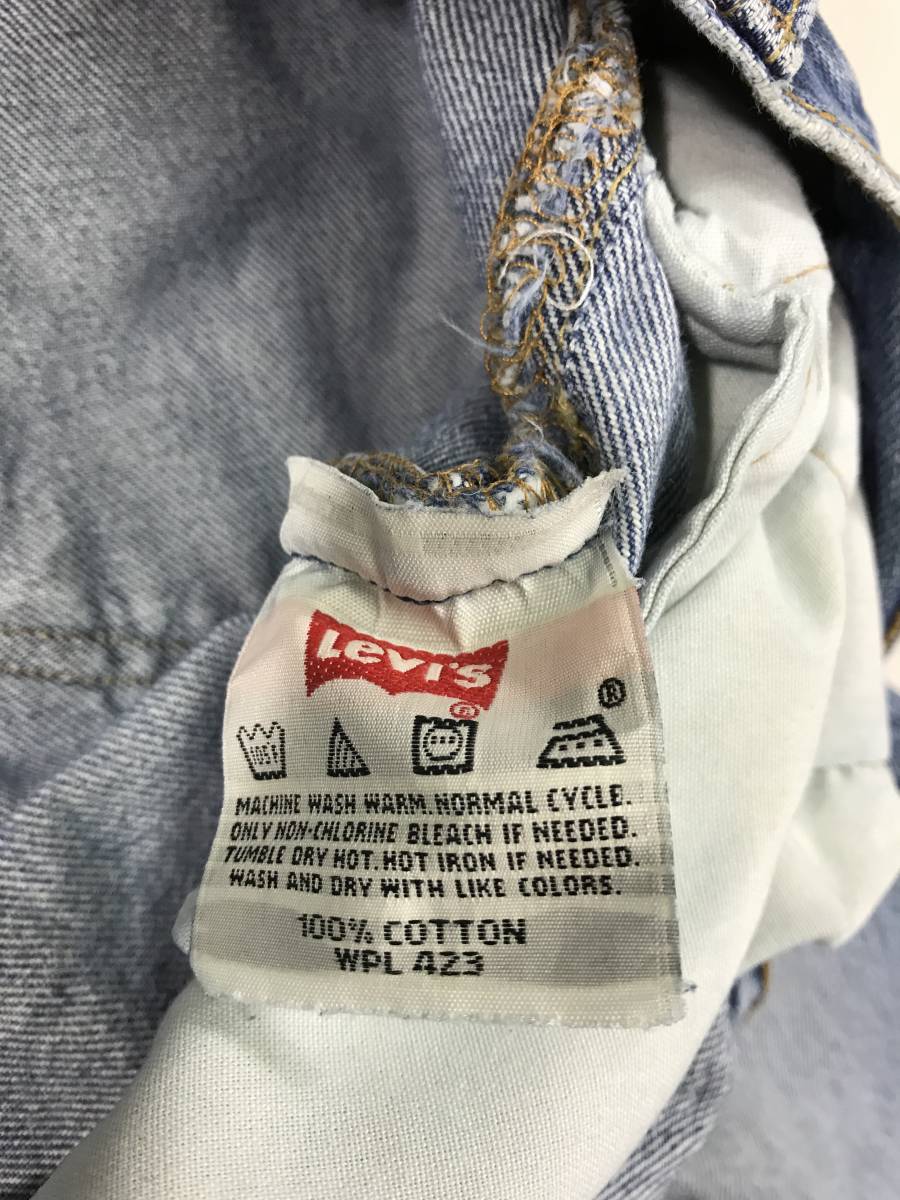 Levi's
®
®
105F
MACHINE WASH WARM. NORMAL CYCLE.
ONLY NON-CHLORINE BLEACH IF NEEDED.
TUMBLE DRY HOT. HOT IRON IF NEEDED.
WASH AND DRY WITH LIKE COLORS.
100% COTTON
WPL 423